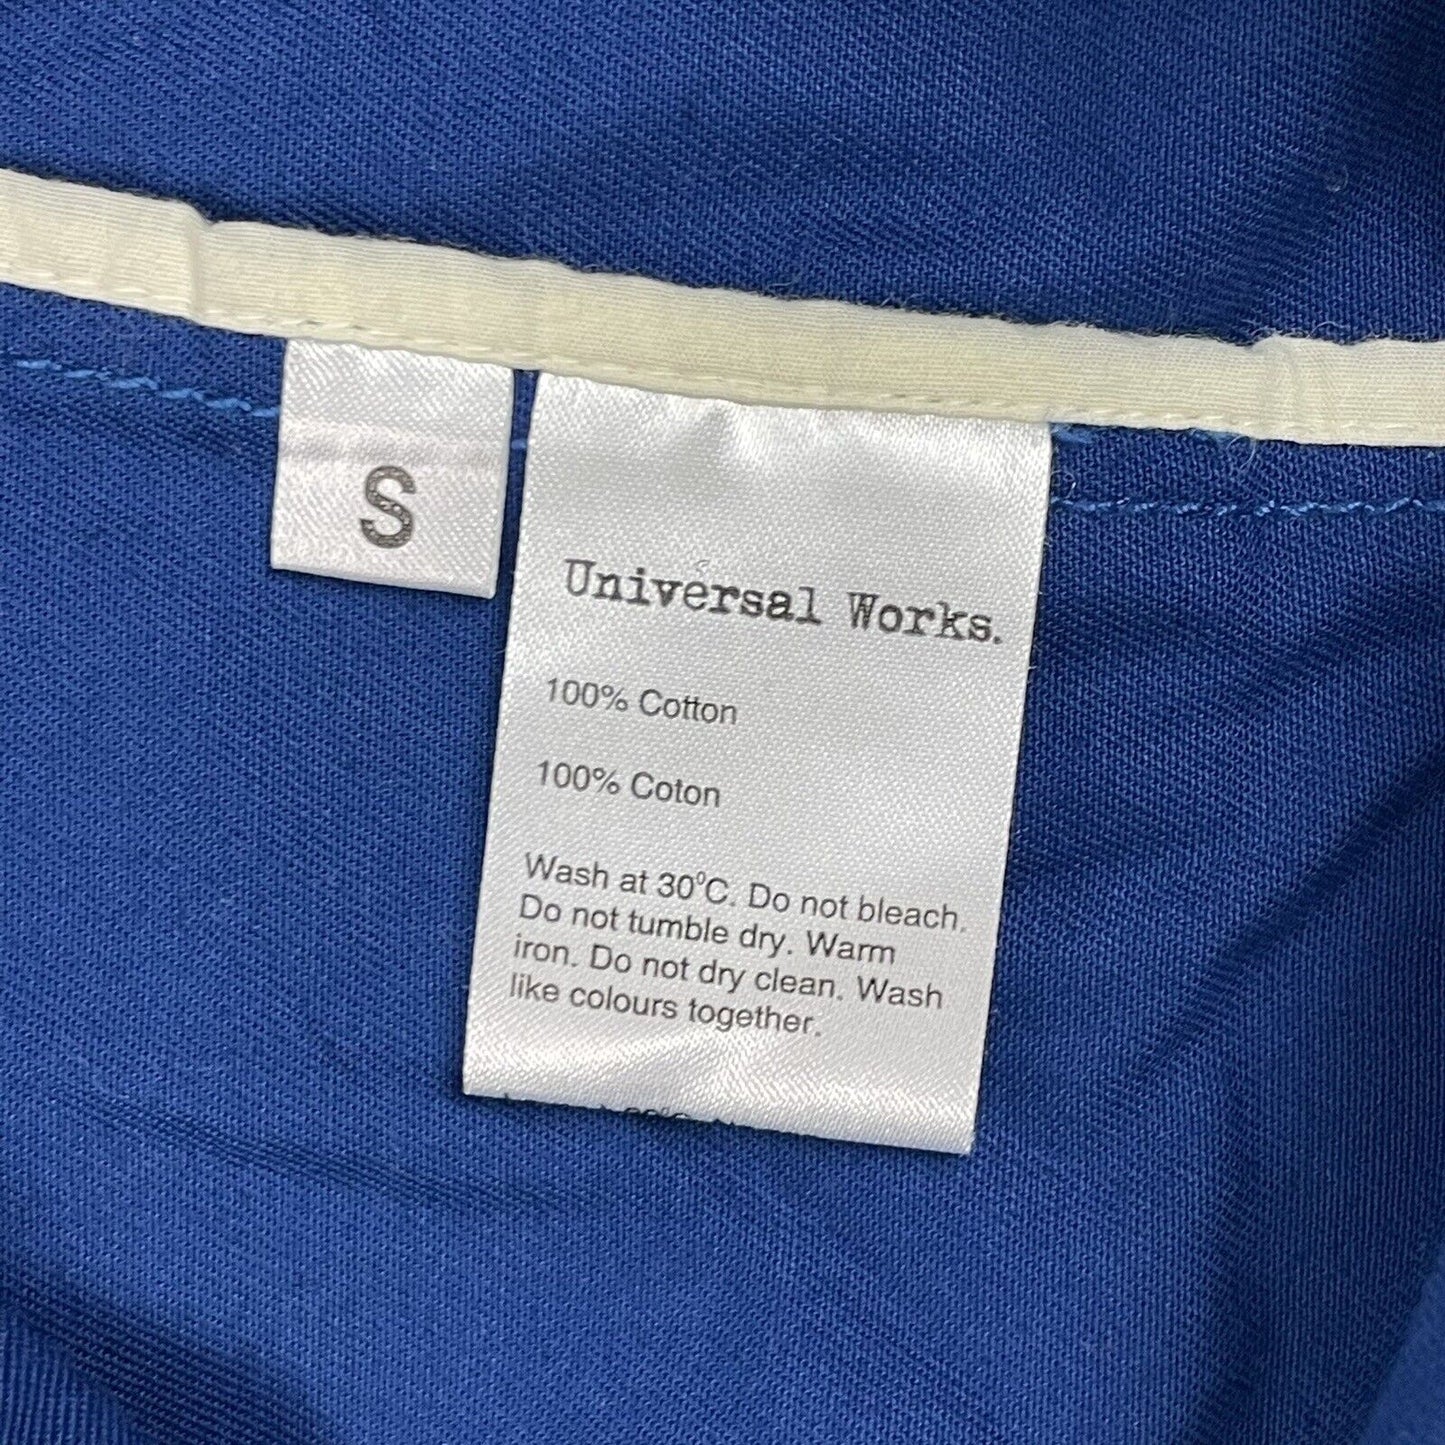 S
Universal Works.
100% Cotton
100% Coton
Wash at 30°C. Do not bleach.
Do not tumble dry. Warm
iron. Do not dry clean. Wash
like colours together.